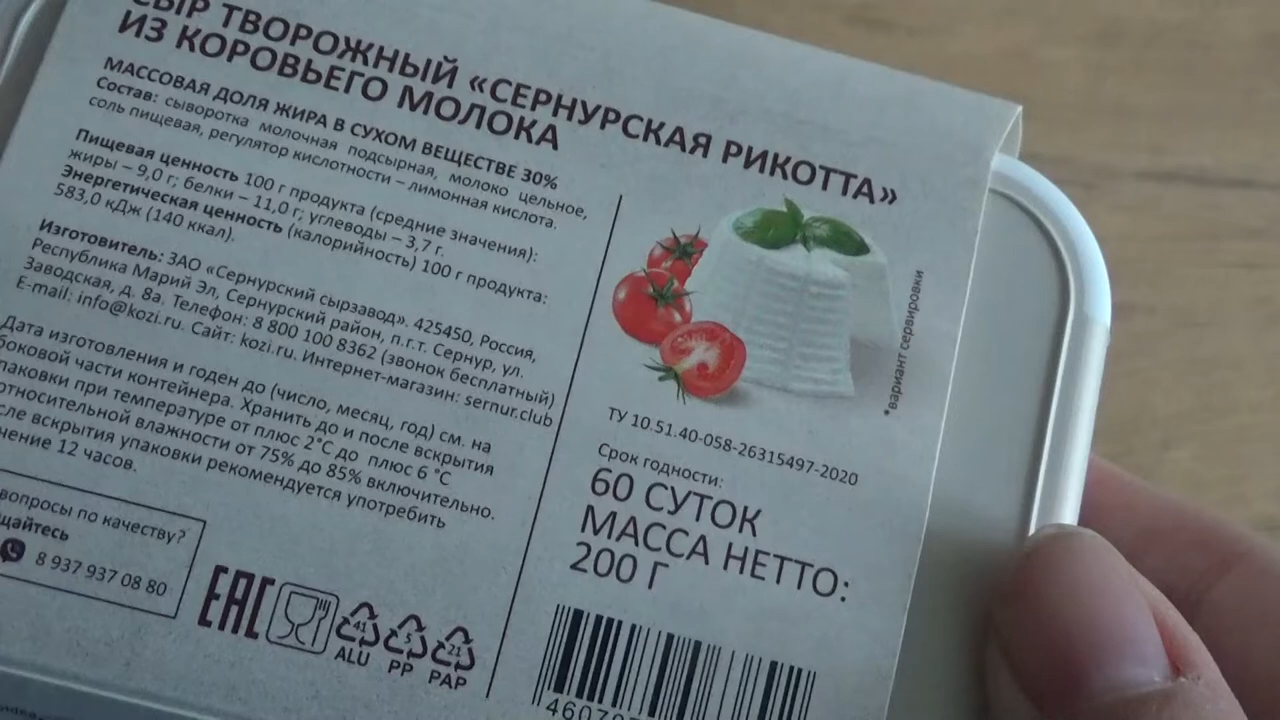 СЫР ТВОРОЖНЫЙ «СЕРНУРСКАЯ РИКОТТА»
ИЗ КОРОВЬЕГО МОЛОКА
МАССОВАЯ ДОЛЯ ЖИРА В СУХОМ ВЕЩЕСТВЕ 30%
Состав: сыворотка молочная подсырная, молоко цельное,
соль пищевая, регулятор кислотности – лимонная кислота.
Пищевая ценность 100 г продукта (средние значения):
жиры – 9,0 г; белки – 11,0 г; углеводы – 3,7 г.
Энергетическая ценность (калорийность) 100 г продукта:
583,0 кДж (140 ккал).
Изготовитель: ЗАО «Сернурский сырзавод». 425450, Россия,
Республика Марий Эл, Сернурский район, п.г.т. Сернур, ул.
Заводская, д. 8а. Телефон: 8 800 100 8362 (звонок бесплатный)
E-mail: info@kozi.ru. Сайт: kozi.ru. Интернет-магазин: sernur.club
Дата изготовления и годен до (число, месяц, год) см. на
боковой части контейнера. Хранить до и после вскрытия
паковки при температуре от плюс 2°С до плюс 6 °С
относительной влажности от 75% до 85% включительно.
сле вскрытия упаковки рекомендуется употребить
чение 12 часов.
вопросы по качеству?
щайтесь
8 937 937 08 80
EAC
41
ALU
5
PP
21
PAP
*вариант сервировки
ТУ 10.51.40-058-26315497-2020
Срок годности:
60 СУТОК
МАССА НЕТТО:
200 Г